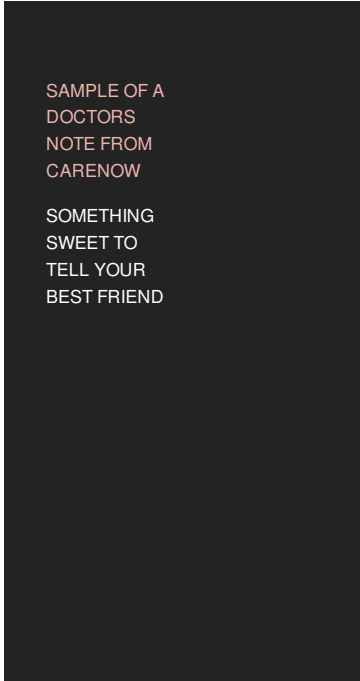 SAMPLE OF A
DOCTORS
NOTE FROM
CARENOW
SOMETHING
SWEET TO
TELL YOUR
BEST FRIEND